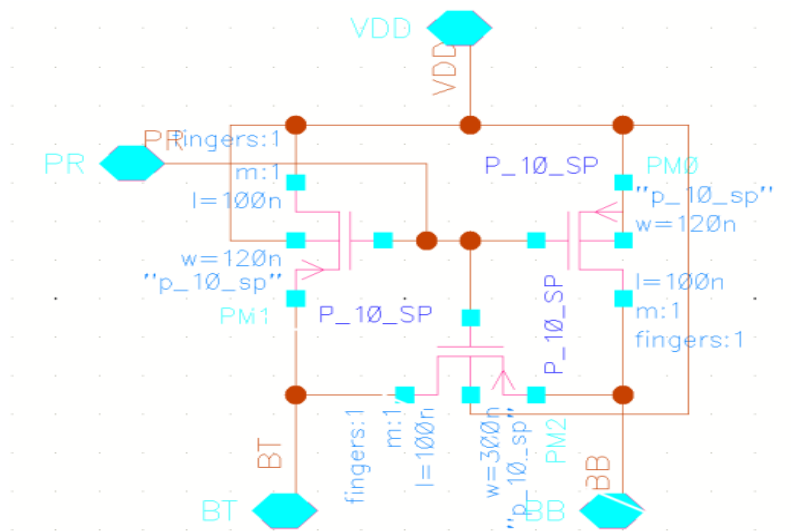 VDD
VDD
PR
PR
fingers:1
m:1
l=100n
w=120n
"p_10_sp"
PM1
P_10_SP
P_10_SP
PM0
"p_10_sp"
w=120n
l=100n
m:1
fingers:1
P_10_SP
fingers:1
m:1
l=100n
w=300n
"p_10_sp"
PM2
BT
BT
BB
BB